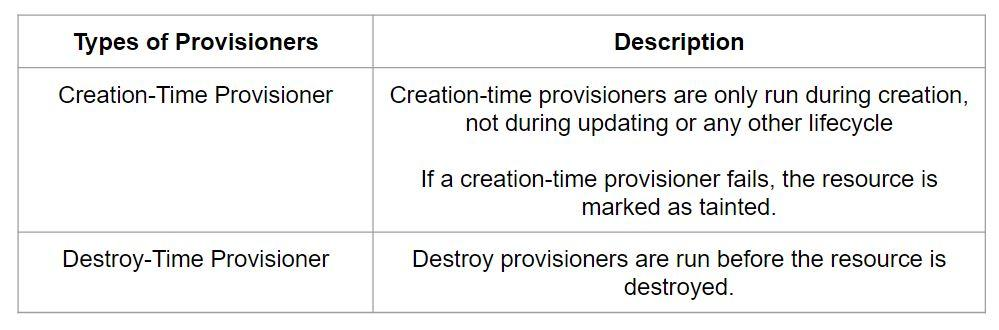 Types of Provisioners
Description
Creation-Time Provisioner
Creation-time provisioners are only run during creation,
not during updating or any other lifecycle
If a creation-time provisioner fails, the resource is
marked as tainted.
Destroy-Time Provisioner
Destroy provisioners are run before the resource is
destroyed.